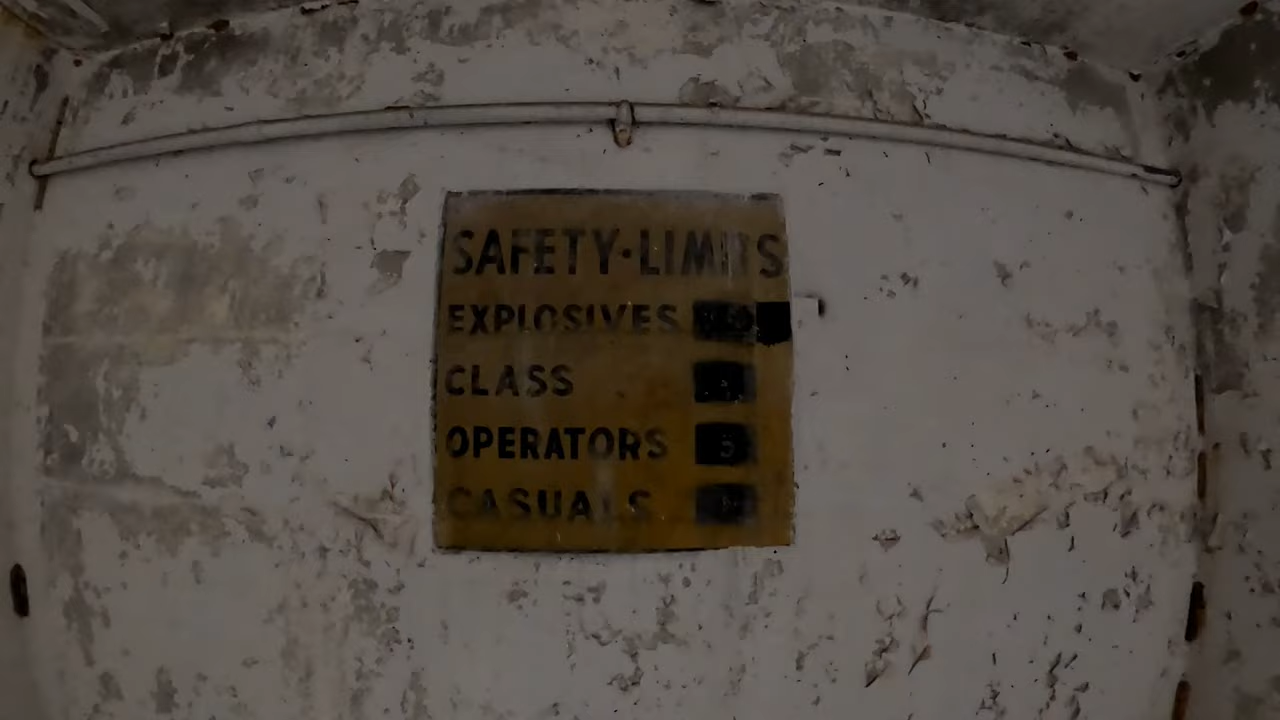 SAFETY·LIMITS
EXPLOSIVES
CLASS
OPERATORS
CASUALS